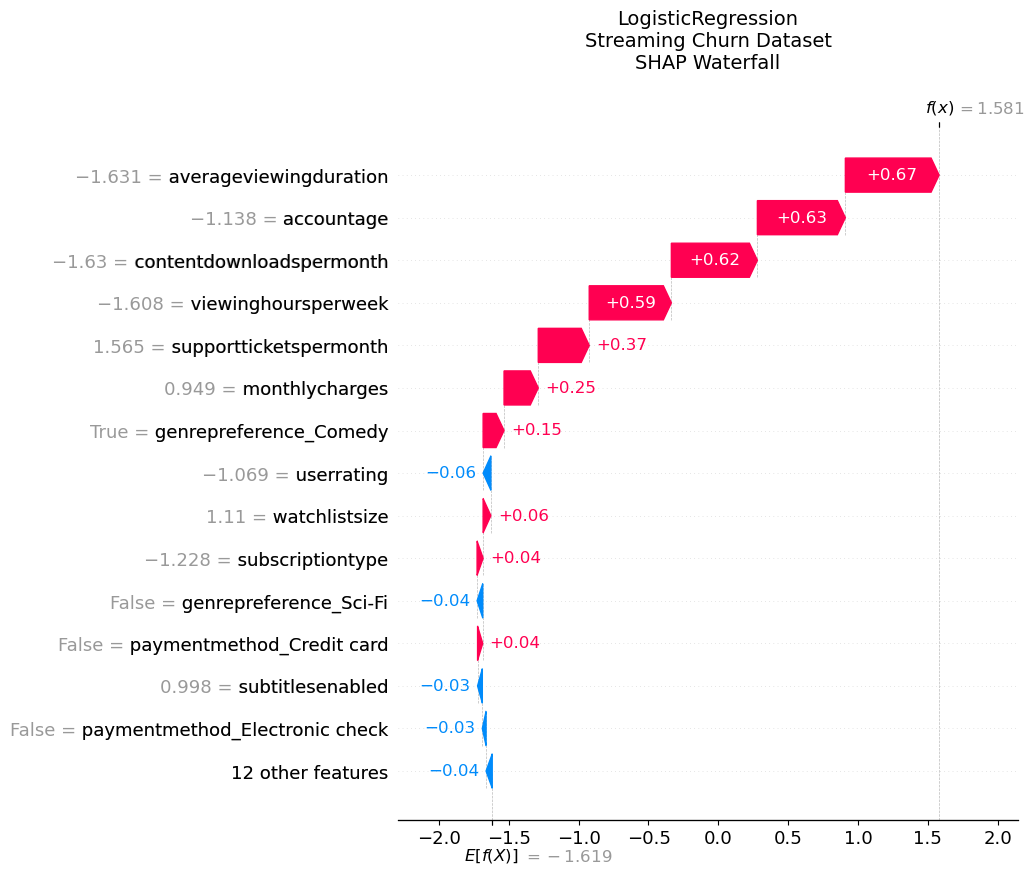 LogisticRegression
Streaming Churn Dataset
SHAP Waterfall
f(x) = 1.581
−1.631 = averageviewingduration +0.67
−1.138 = accountage +0.63
−1.63 = contentdownloadspermonth +0.62
−1.608 = viewinghoursperweek +0.59
1.565 = supportticketspermonth +0.37
0.949 = monthlycharges +0.25
True = genrepreference_Comedy +0.15
−1.069 = userrating −0.06
1.11 = watchlistsize +0.06
−1.228 = subscriptiontype +0.04
False = genrepreference_Sci-Fi −0.04
False = paymentmethod_Credit card +0.04
0.998 = subtitlesenabled −0.03
False = paymentmethod_Electronic check −0.03
12 other features −0.04
−2.0 −1.5 −1.0 −0.5 0.0 0.5 1.0 1.5 2.0
E[f(X)] = −1.619